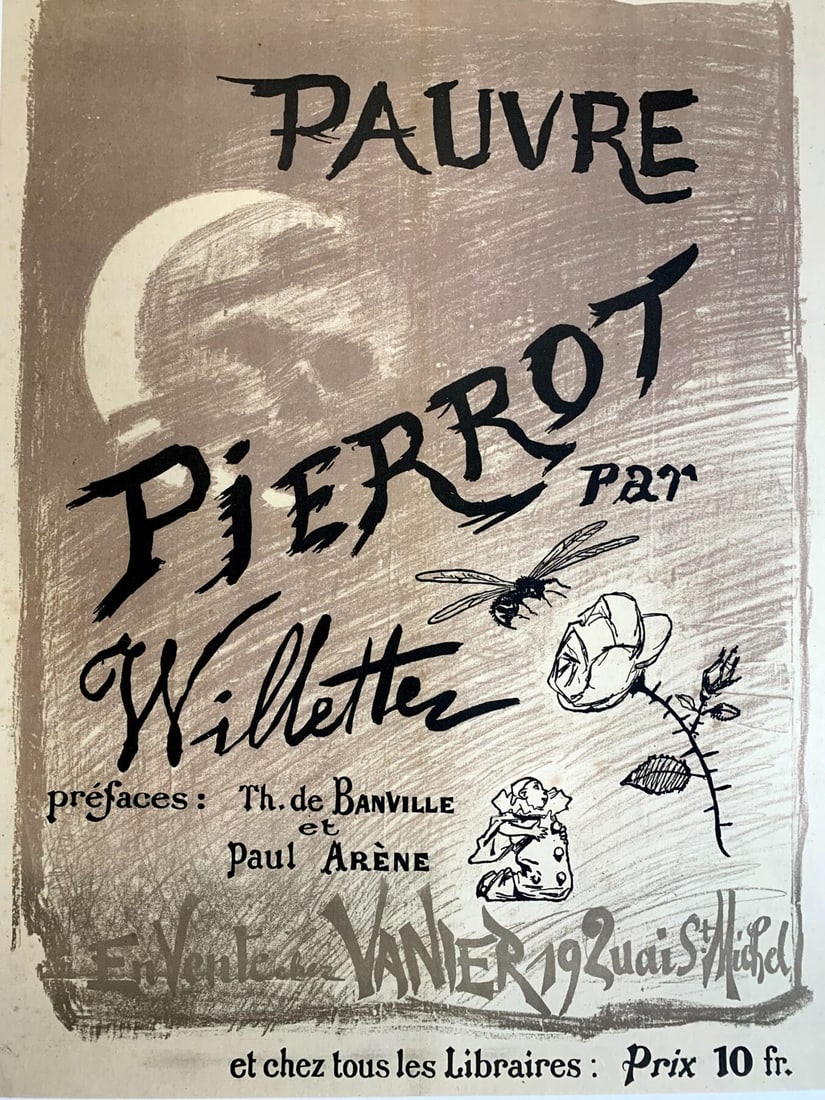 PAUVRE
PIERROT
par
Willette
préfaces : Th. de BANVILLE
et
Paul ARÈNE
En Vente chez VANIER 19 Quai St Michel
et chez tous les Libraires : Prix 10 fr.